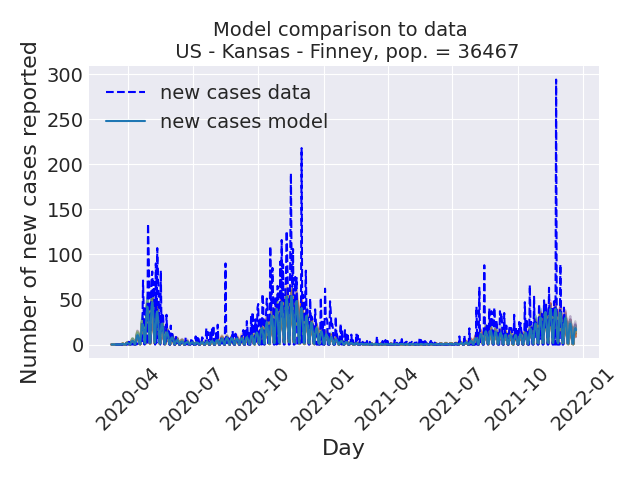 Model comparison to data
US - Kansas - Finney, pop. = 36467
Number of new cases reported
300
250
200
150
100
50
0
new cases data
new cases model
2020-04
2020-07
2020-10
2021-01
2021-04
2021-07
2021-10
2022-01
Day